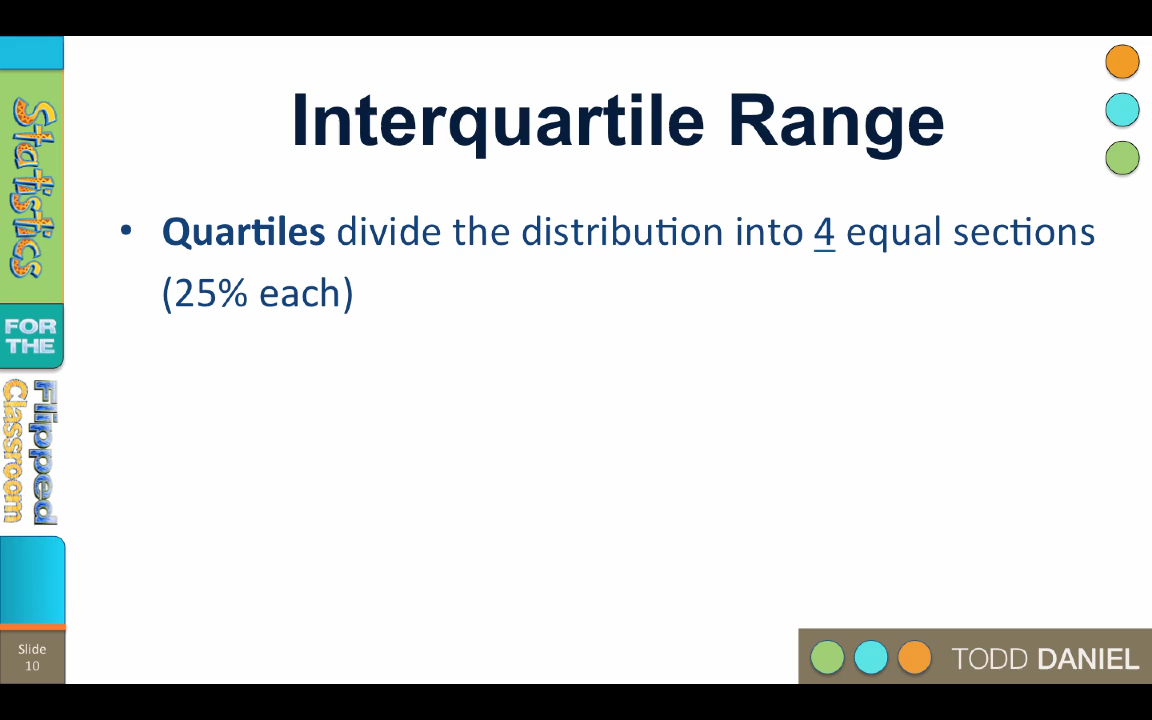 Interquartile Range
• Quartiles divide the distribution into 4 equal sections
(25% each)
Statistics
FOR
THE
Flipped
Classroom
Slide
10
TODD DANIEL